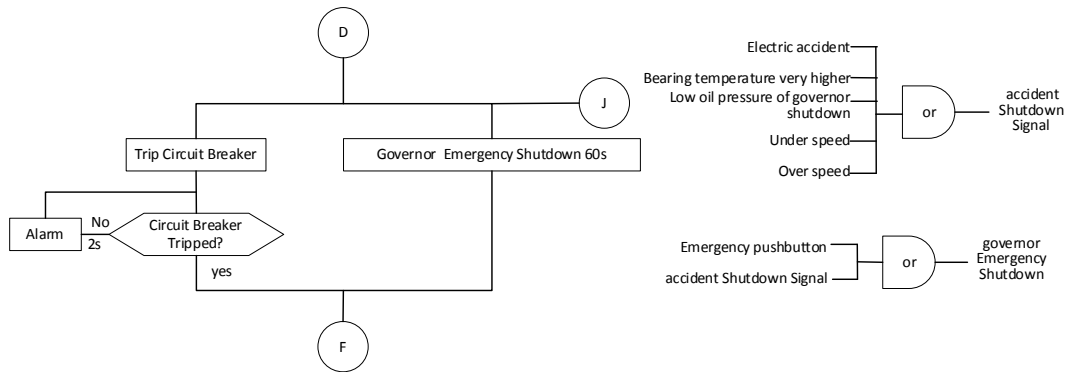 D
J
Trip Circuit Breaker
Governor Emergency Shutdown 60s
Alarm
No
2s
Circuit Breaker
Tripped?
yes
F
Electric accident
Bearing temperature very higher
Low oil pressure of governor
shutdown
Under speed
Over speed
or
accident
Shutdown
Signal
Emergency pushbutton
accident Shutdown Signal
or
governor
Emergency
Shutdown